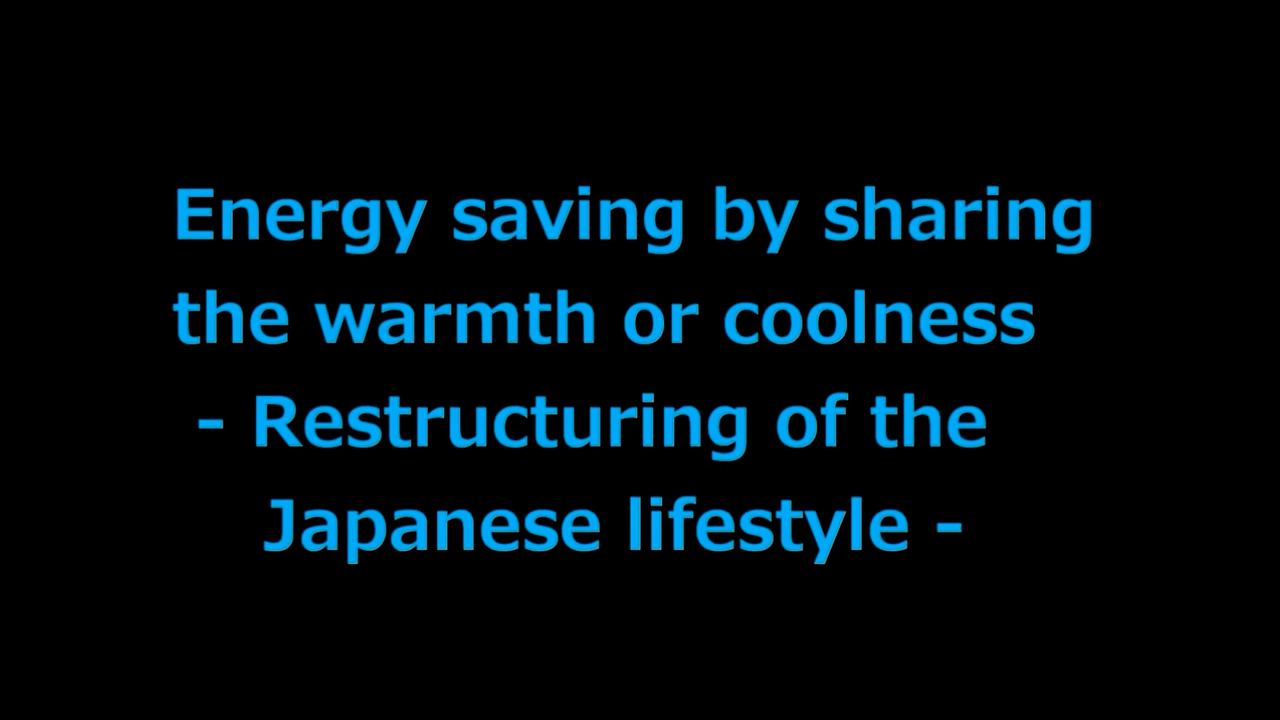 Energy saving by sharing
the warmth or coolness
- Restructuring of the
Japanese lifestyle -